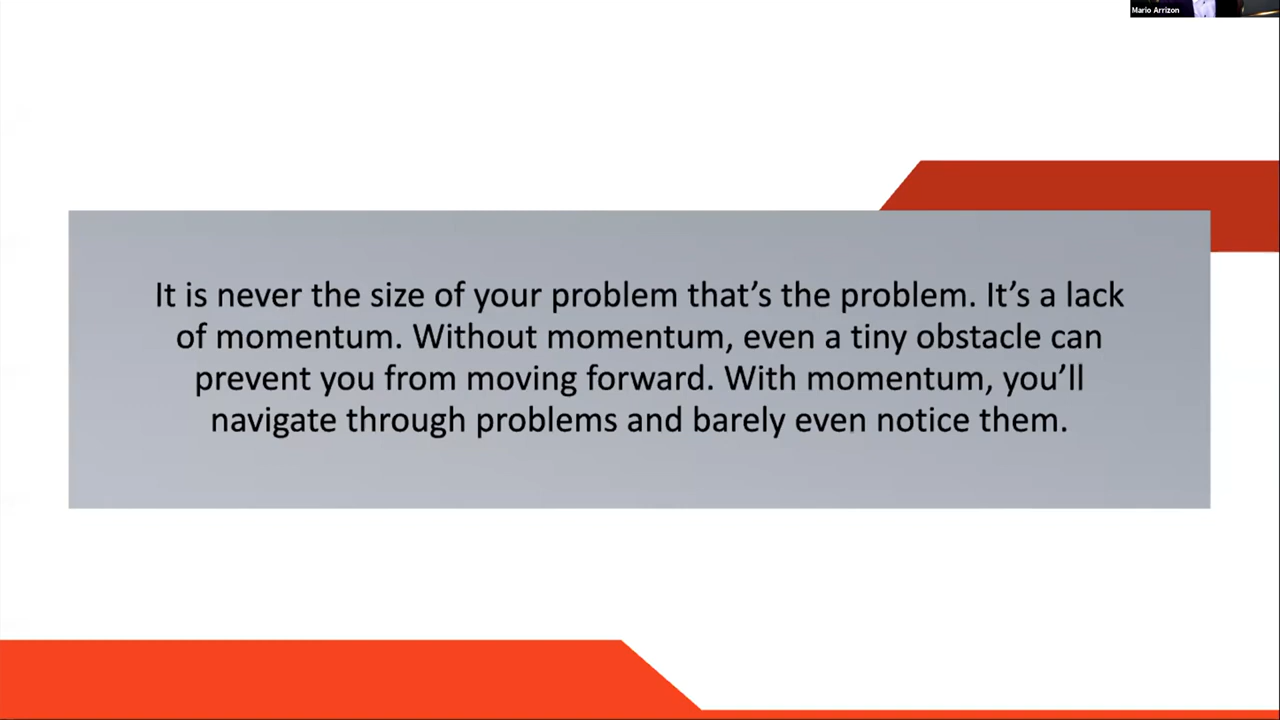 Mario Arrizon
It is never the size of your problem that’s the problem. It’s a lack
of momentum. Without momentum, even a tiny obstacle can
prevent you from moving forward. With momentum, you’ll
navigate through problems and barely even notice them.